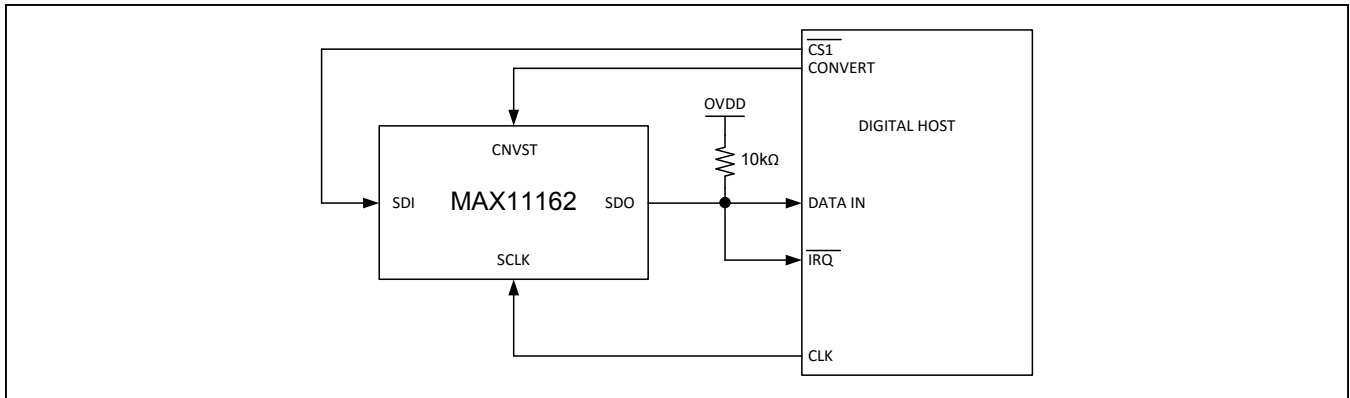 CS1
CONVERT
OVDD
DIGITAL HOST
CNVST
10kΩ
SDI
MAX11162
SDO
DATA IN
SCLK
IRQ
CLK